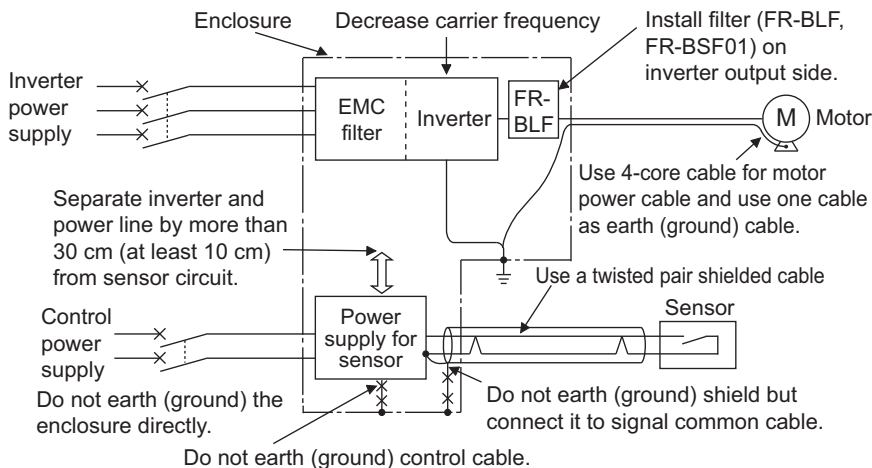 Enclosure
Decrease carrier frequency
Install filter (FR-BLF,
FR-BSF01) on
inverter output side.
Inverter
power
supply
EMC
filter
Inverter
FR-
BLF
M
Motor
Use 4-core cable for motor
power cable and use one cable
as earth (ground) cable.
Separate inverter and
power line by more than
30 cm (at least 10 cm)
from sensor circuit.
Use a twisted pair shielded cable
Sensor
Control
power
supply
Power
supply for
sensor
Do not earth (ground) the
enclosure directly.
Do not earth (ground) shield but
connect it to signal common cable.
Do not earth (ground) control cable.